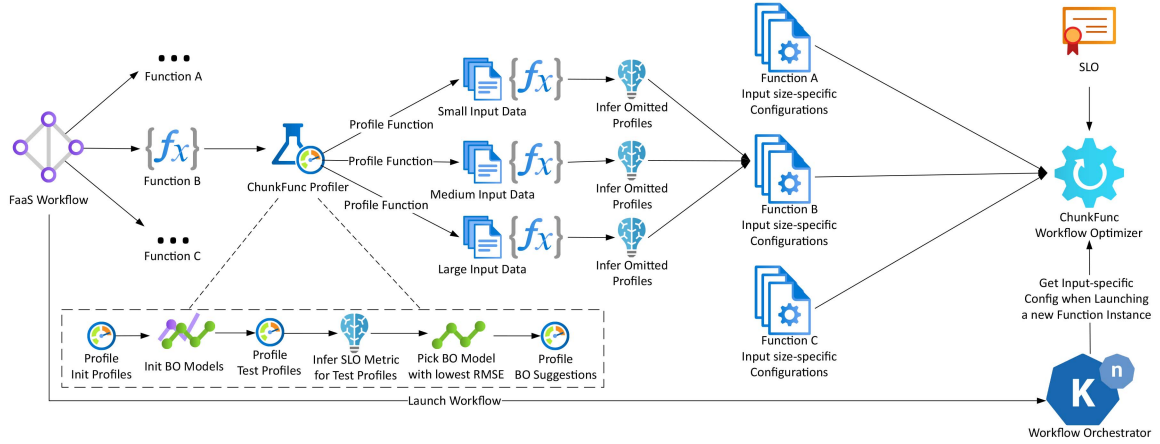 FaaS Workflow
Function A
{fx}
Function B
Function C
ChunkFunc Profiler
Profile Function
Profile Function
Profile Function
{fx}
Small Input Data
{fx}
Medium Input Data
{fx}
Large Input Data
Infer Omitted
Profiles
Infer Omitted
Profiles
Infer Omitted
Profiles
Function A
Input size-specific
Configurations
Function B
Input size-specific
Configurations
Function C
Input size-specific
Configurations
SLO
ChunkFunc
Workflow Optimizer
Get Input-specific
Config when Launching
a new Function Instance
K
n
Workflow Orchestrator
Profile
Init Profiles
Init BO Models
Profile
Test Profiles
Infer SLO Metric
for Test Profiles
Pick BO Model
with lowest RMSE
Profile
BO Suggestions
Launch Workflow